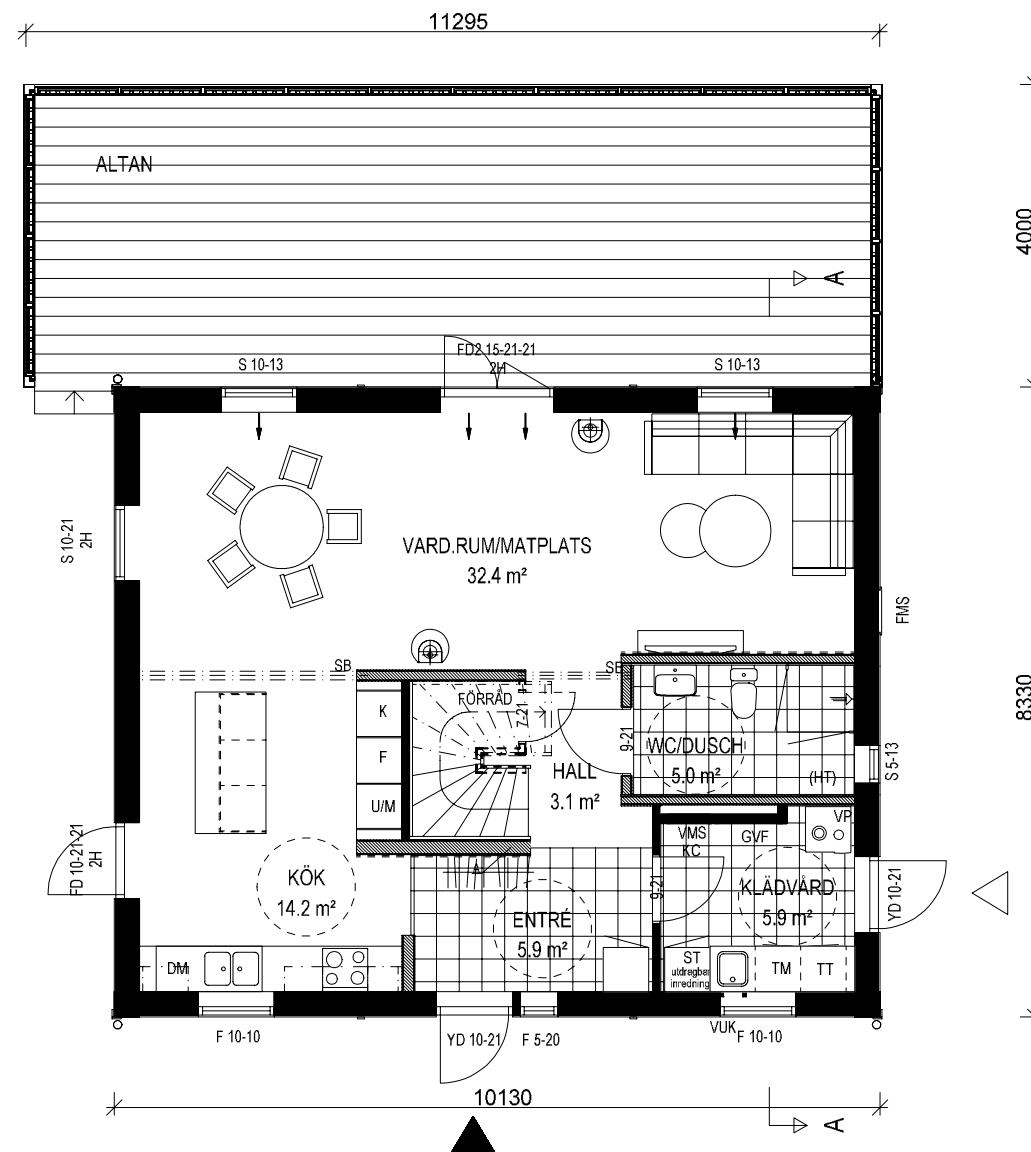 11295
ALTAN
4000
A
S 10-13
FD2 15-21-21
2H
S 10-13
S 10-21
2H
VARD.RUM/MATPLATS
32.4 m²
FMS
SB
SB
8330
K
FÖRRÅD
7-21
F
U/M
HALL
3.1 m²
9-21
WC/DUSCH
5.0 m²
(HT)
S 5-13
FD 10-21-21
2H
VMS
KC
GVF
VP
KÖK
14.2 m²
A
ENTRÉ
5.9 m²
9-21
KLÄDVÅRD
5.9 m²
YD 10-21
DM
ST
utdragbar
inredning
TM
TT
F 10-10
YD 10-21
F 5-20
VUK
F 10-10
10130
A